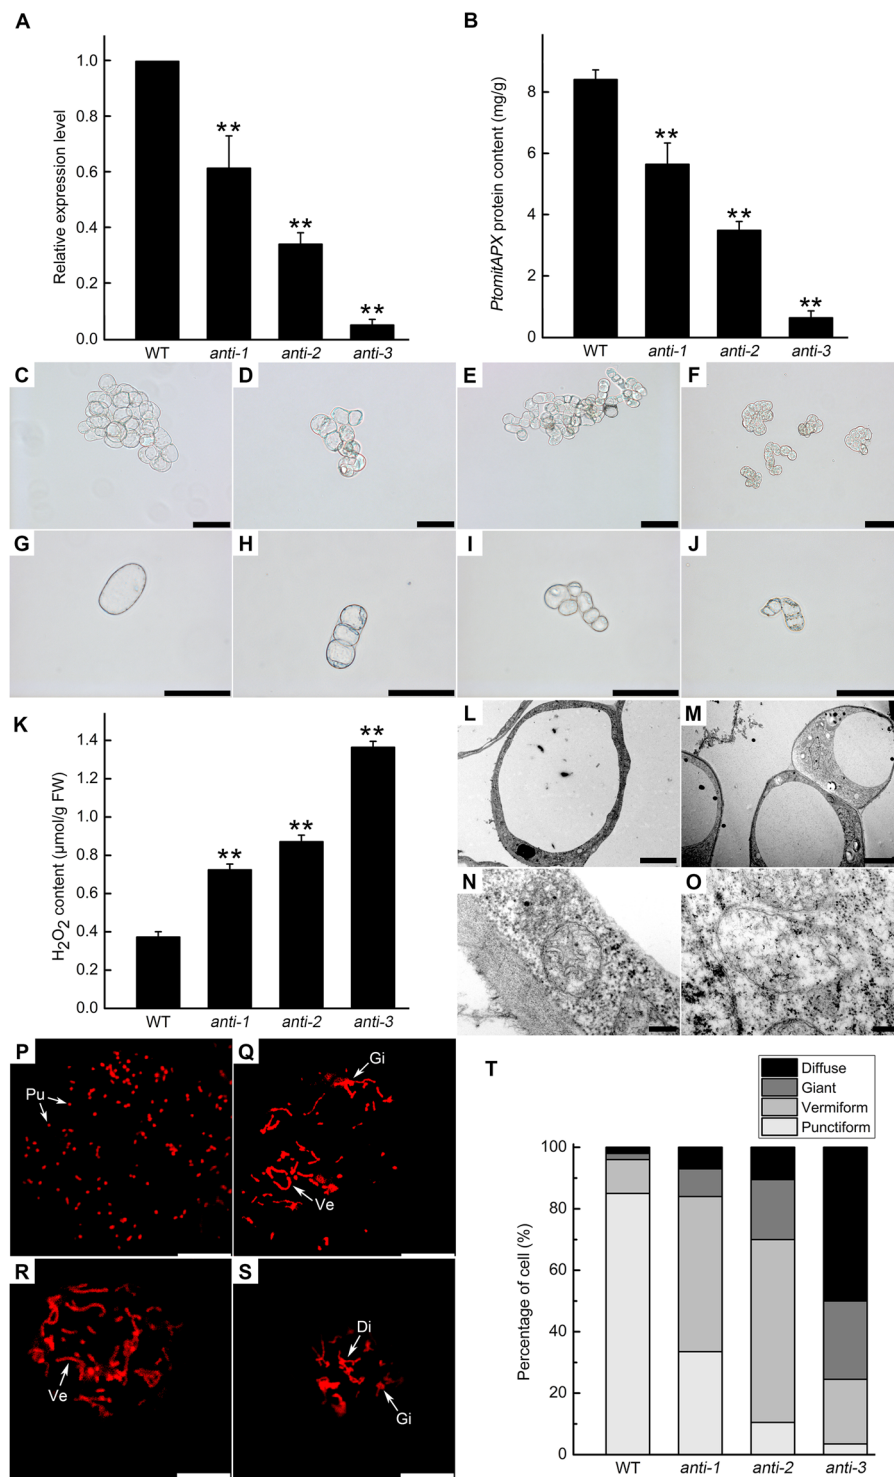 A
Relative expression level
1.0
0.8
0.6
0.4
0.2
0.0
**
**
**
WT
anti-1
anti-2
anti-3
B
PtomitAPX protein content (mg/g)
8
6
4
2
0
**
**
**
WT
anti-1
anti-2
anti-3
C
D
E
F
G
H
I
J
K
H₂O₂ content (μmol/g FW)
1.4
1.2
1.0
0.8
0.6
0.4
0.2
0.0
**
**
**
WT
anti-1
anti-2
anti-3
L
M
N
O
P
Pu
Q
Gi
Ve
R
Ve
S
Di
Gi
T
Diffuse
Giant
Vermiform
Punctiform
Percentage of cell (%)
100
80
60
40
20
0
WT
anti-1
anti-2
anti-3